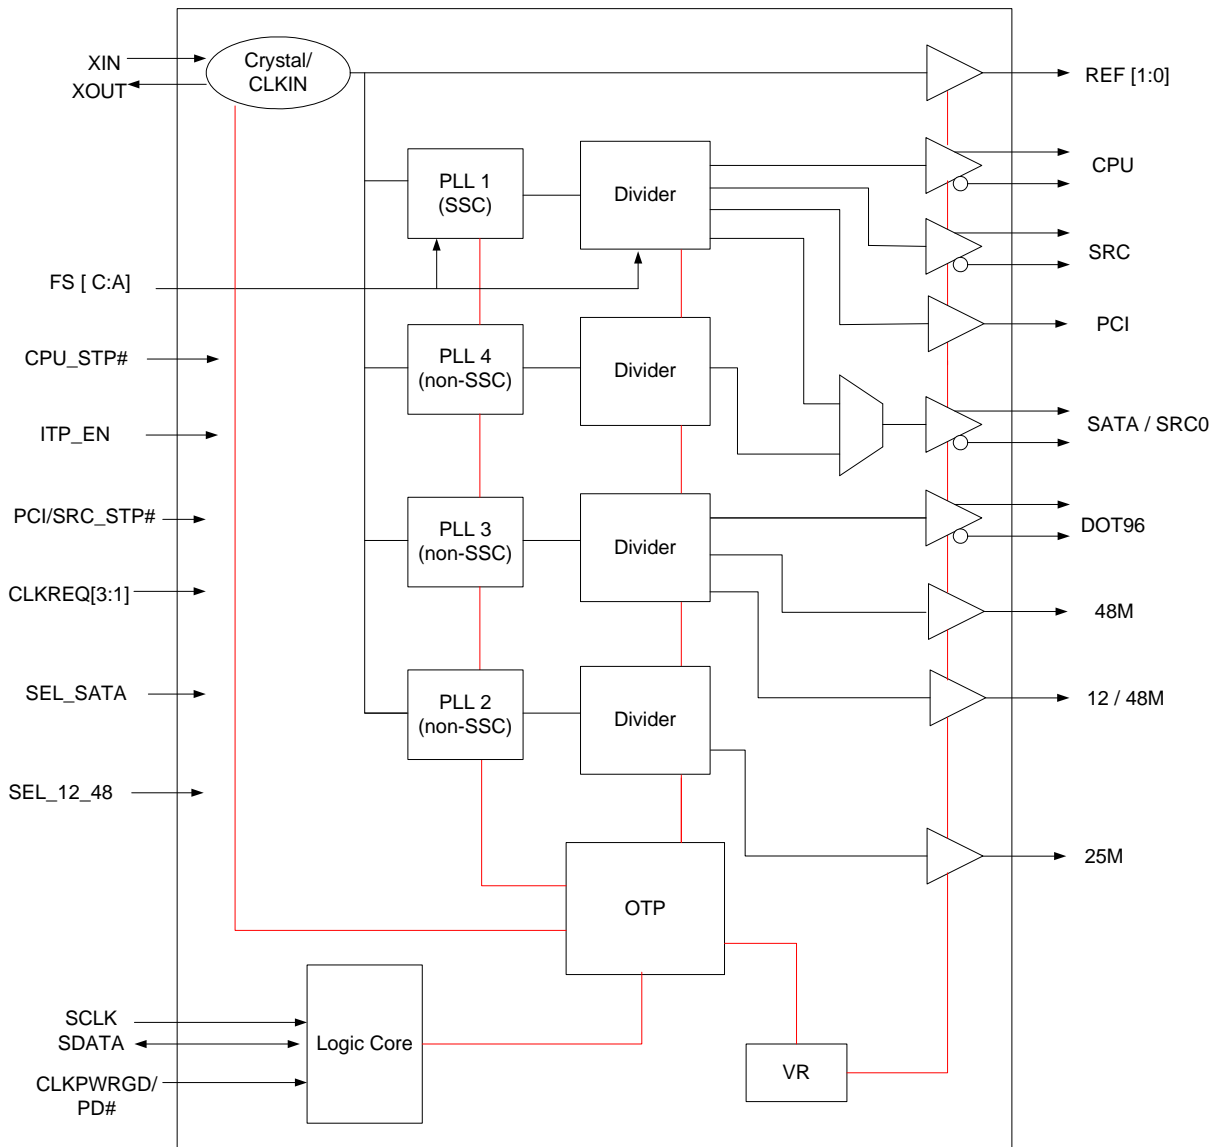 XIN
XOUT
Crystal/
CLKIN
REF [1:0]
PLL 1
(SSC)
Divider
CPU
SRC
FS [ C:A]
PCI
CPU_STP#
PLL 4
(non-SSC)
Divider
ITP_EN
SATA / SRC0
PCI/SRC_STP#
PLL 3
(non-SSC)
Divider
DOT96
CLKREQ[3:1]
48M
SEL_SATA
PLL 2
(non-SSC)
Divider
12 / 48M
SEL_12_48
25M
OTP
SCLK
SDATA
Logic Core
CLKPWRGD/
PD#
VR